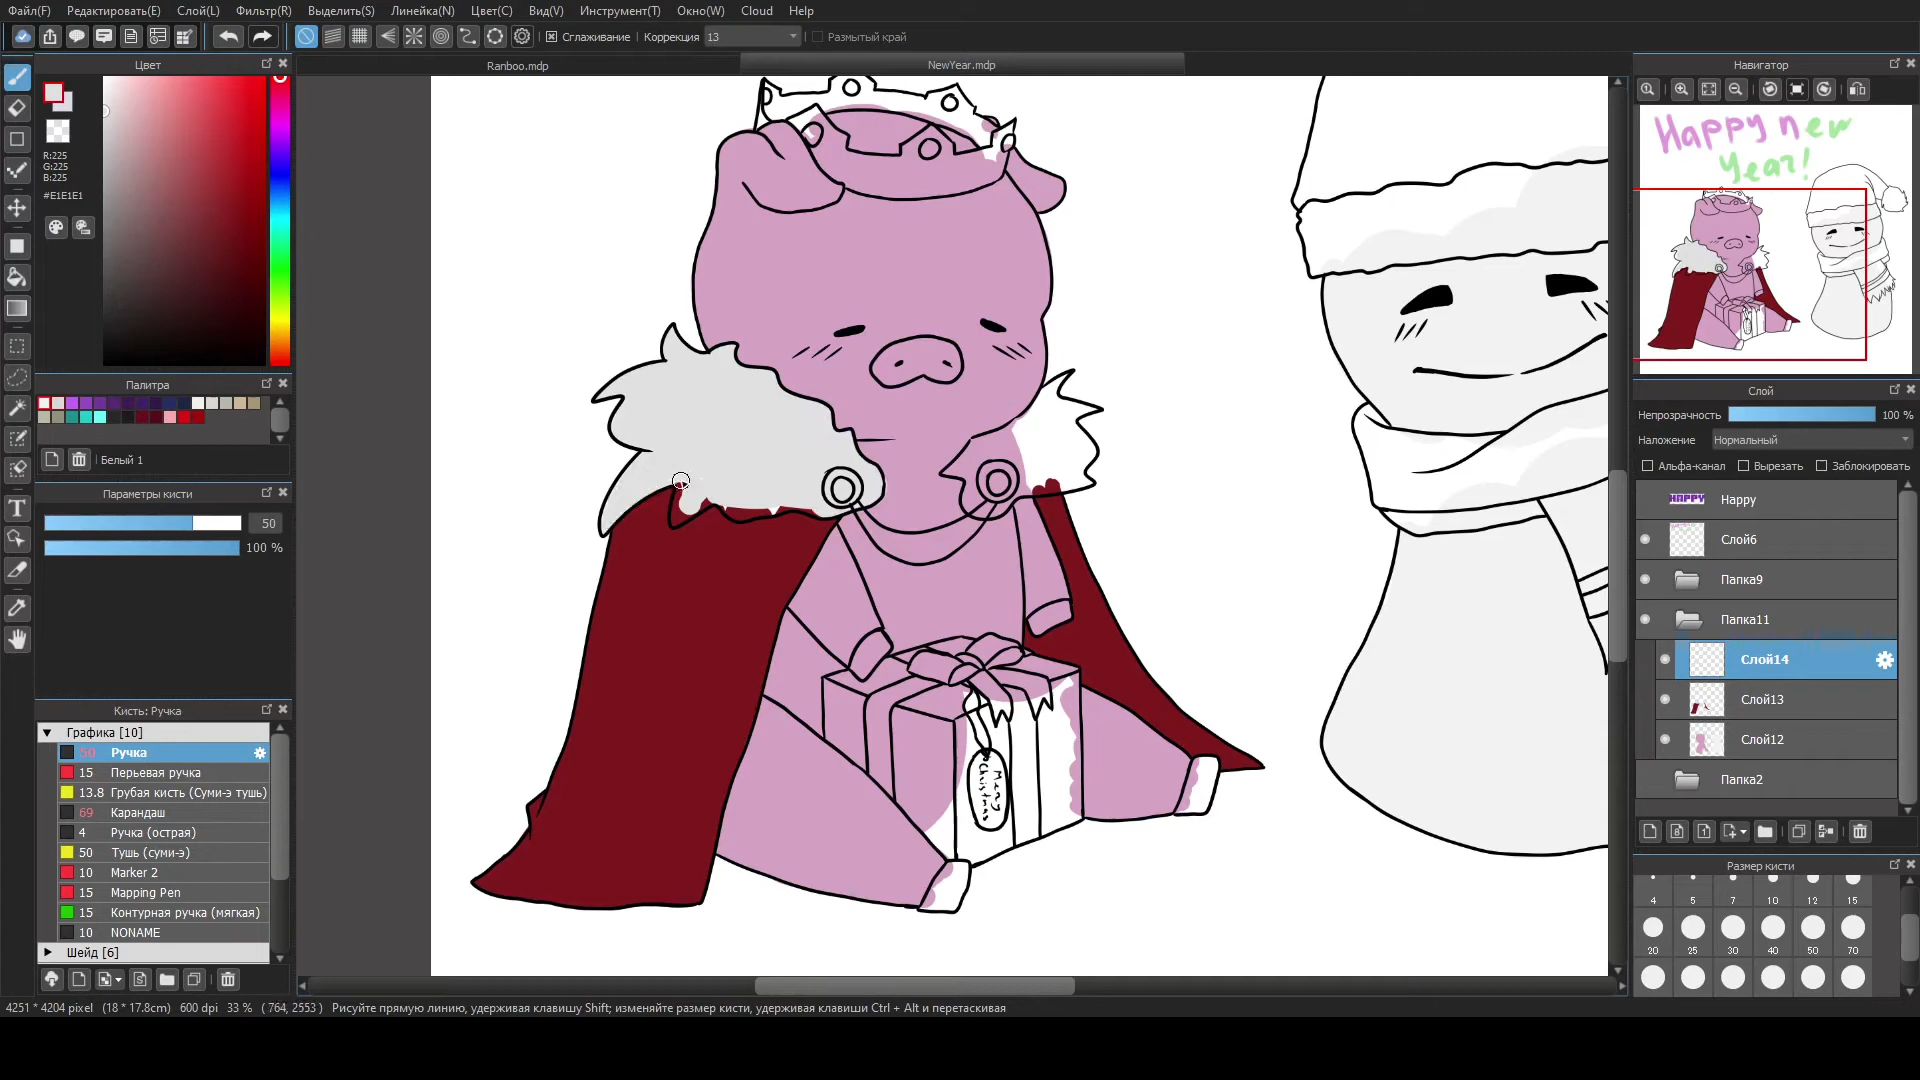 Файл(F) Редактировать(E) Слой(L) Фильтр(R) Выделить(S) Линейка(N) Цвет(C) Вид(V) Инструмент(T) Окно(W) Cloud Help
Сглаживание Коррекция 13 Размытый край
Ranboo.mdp NewYear.mdp
Цвет
R:225
G:225
B:225
#E1E1E1
Палитра
Белый 1
Параметры кисти
50
100 %
Кисть: Ручка
Графика [10]
50 Ручка
15 Перьевая ручка
13.8 Грубая кисть (Суми-э тушь)
69 Карандаш
4 Ручка (острая)
50 Тушь (суми-э)
10 Marker 2
15 Mapping Pen
15 Контурная ручка (мягкая)
10 NONAME
Шейд [6]
Merry
Christmas
Навигатор
Happy new
Year!
Слой
Непрозрачность 100 %
Наложение Нормальный
Альфа-канал Вырезать Заблокировать
HAPPY Happy
Слой6
Папка9
Папка11
Слой14
Слой13
Слой12
Папка2
Размер кисти
4 5 7 10 12 15
20 25 30 40 50 70
4251 * 4204 pixel (18 * 17.8cm) 600 dpi 33 % ( 764, 2553 ) Рисуйте прямую линию, удерживая клавишу Shift; изменяйте размер кисти, удерживая клавиши Ctrl + Alt и перетаскивая